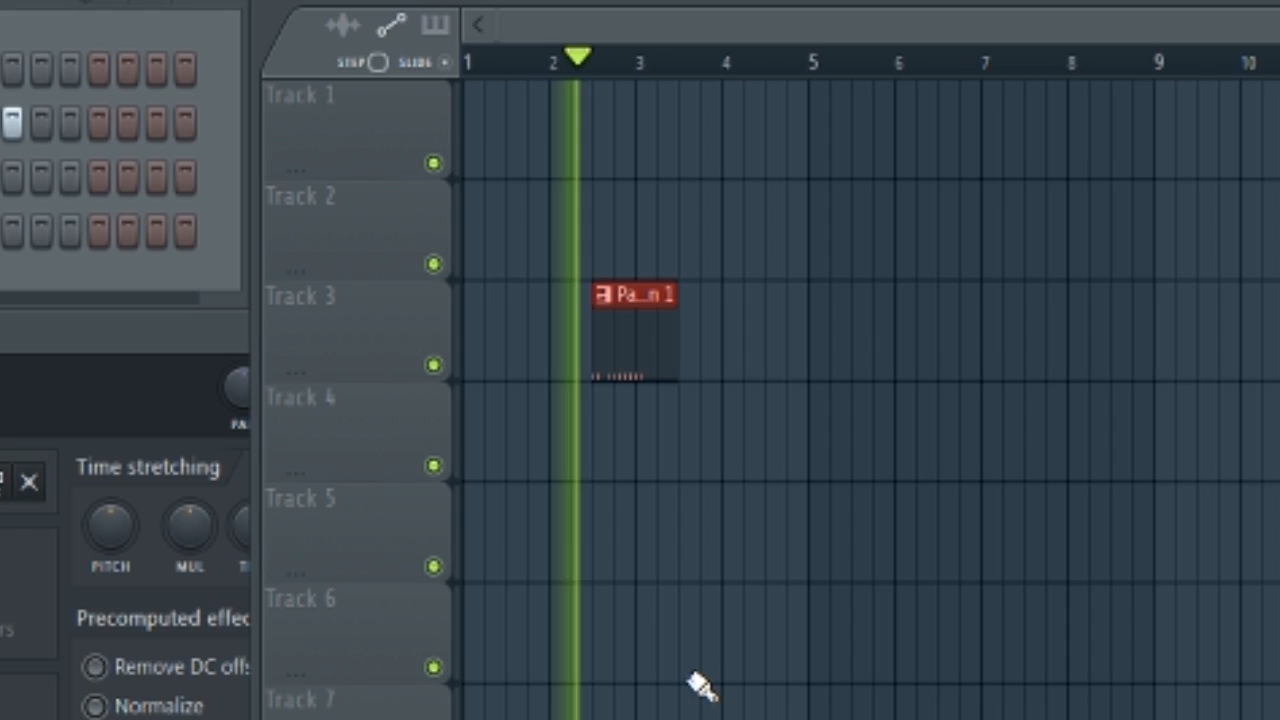 STEP SLIDE
1 2 3 4 5 6 7 8 9 10
Track 1
Track 2
Track 3
Pa...n 1
Track 4
Track 5
Track 6
Track 7
Time stretching
PITCH MUL
Precomputed effec
Remove DC offs
Normalize